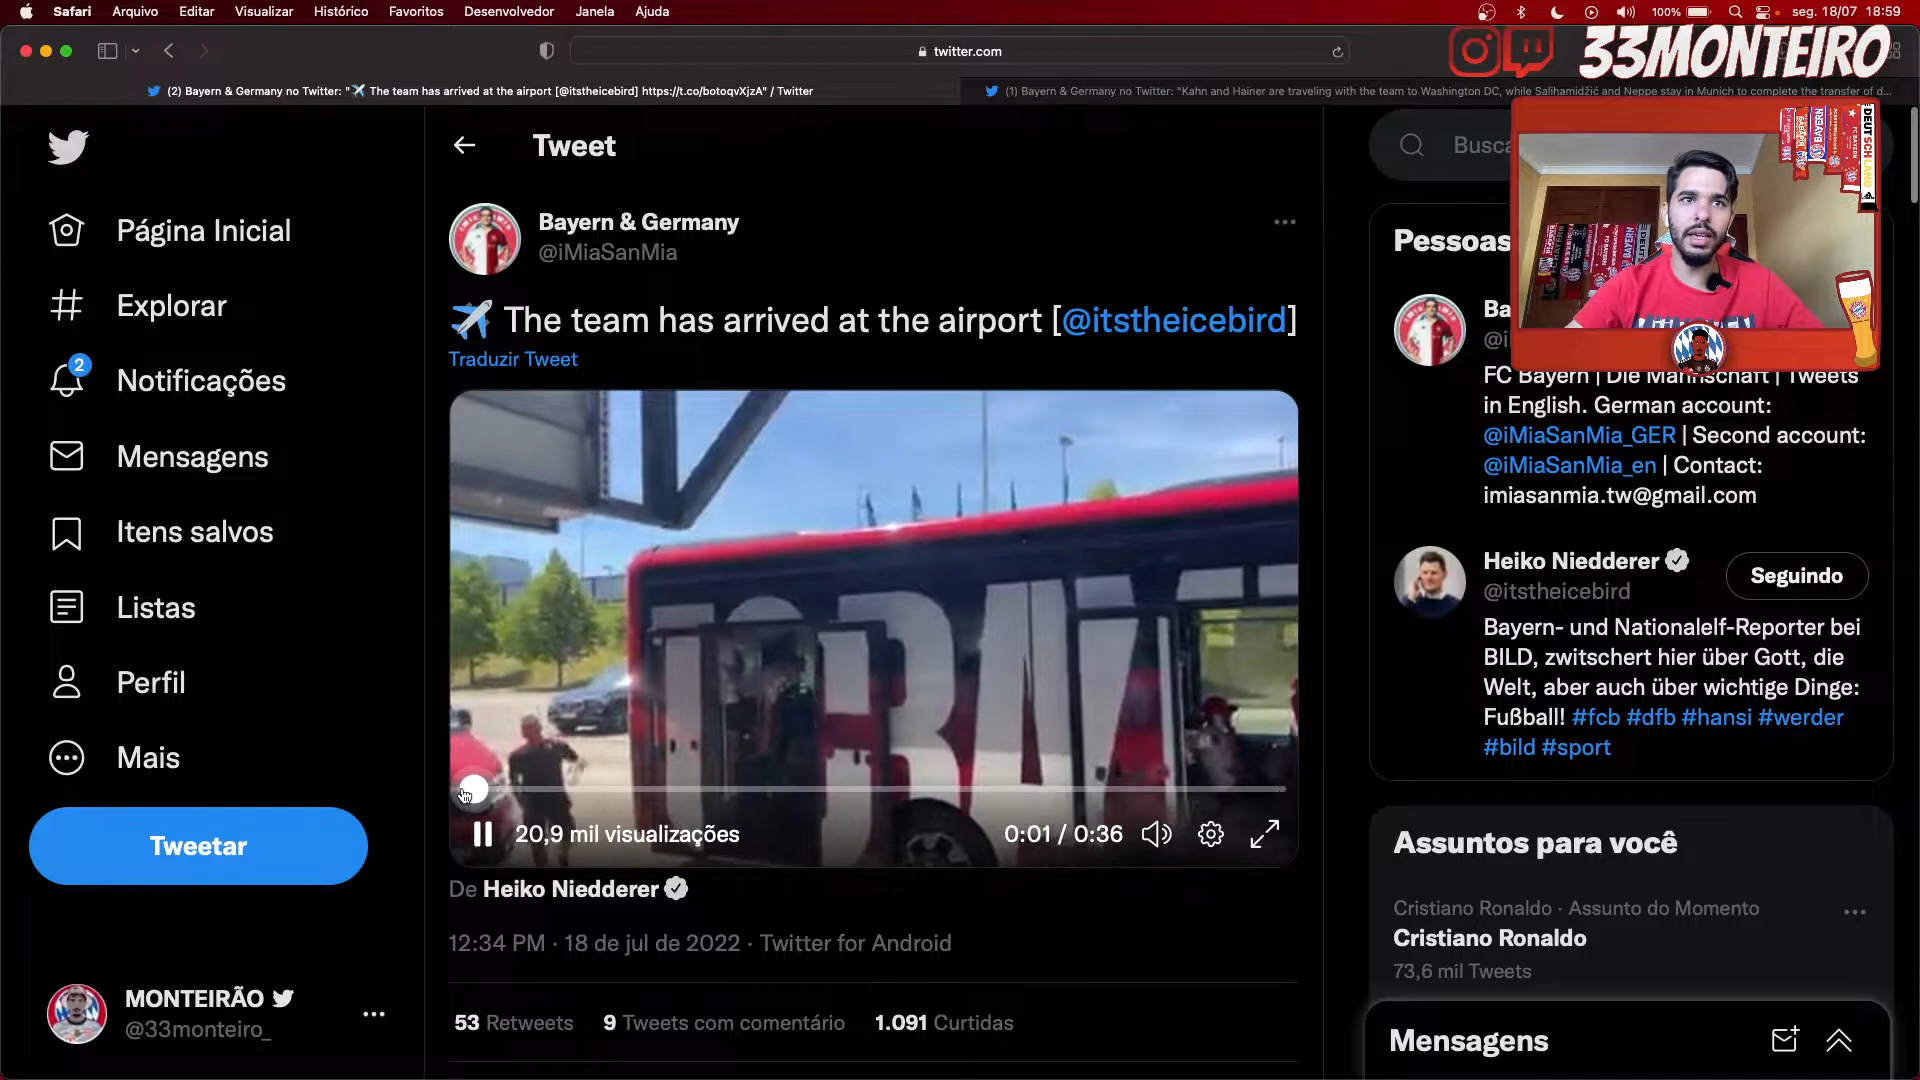 Safari Arquivo Editar Visualizar Histórico Favoritos Desenvolvedor Janela Ajuda
100% seg. 18/07 18:59
twitter.com
33MONTEIRO
(2) Bayern & Germany no Twitter: "✈️ The team has arrived at the airport [@itstheicebird] https://t.co/botoqvXjzA" / Twitter
(1) Bayern & Germany no Twitter: "Kahn and Hainer are traveling with the team to Washington DC, while Salihamidžić and Neppe stay in Munich to complete the transfer of d...
Página Inicial
Explorar
2
Notificações
Mensagens
Itens salvos
Listas
Perfil
Mais
Tweetar
MONTEIRÃO
@33monteiro_
Tweet
Bayern & Germany
@iMiaSanMia
✈️ The team has arrived at the airport [@itstheicebird]
Traduzir Tweet
20,9 mil visualizações
0:01 / 0:36
De Heiko Niedderer
12:34 PM · 18 de jul de 2022 · Twitter for Android
53 Retweets 9 Tweets com comentário 1.091 Curtidas
Busca
DEUTSCHLAND
BAYERN
Pessoas
Ba
@i
FC Bayern | Die Mannschaft | Tweets
in English. German account:
@iMiaSanMia_GER | Second account:
@iMiaSanMia_en | Contact:
imiasanmia.tw@gmail.com
Heiko Niedderer
@itstheicebird
Seguindo
Bayern- und Nationalelf-Reporter bei
BILD, zwitschert hier über Gott, die
Welt, aber auch über wichtige Dinge:
Fußball! #fcb #dfb #hansi #werder
#bild #sport
Assuntos para você
Cristiano Ronaldo · Assunto do Momento
Cristiano Ronaldo
73,6 mil Tweets
Mensagens